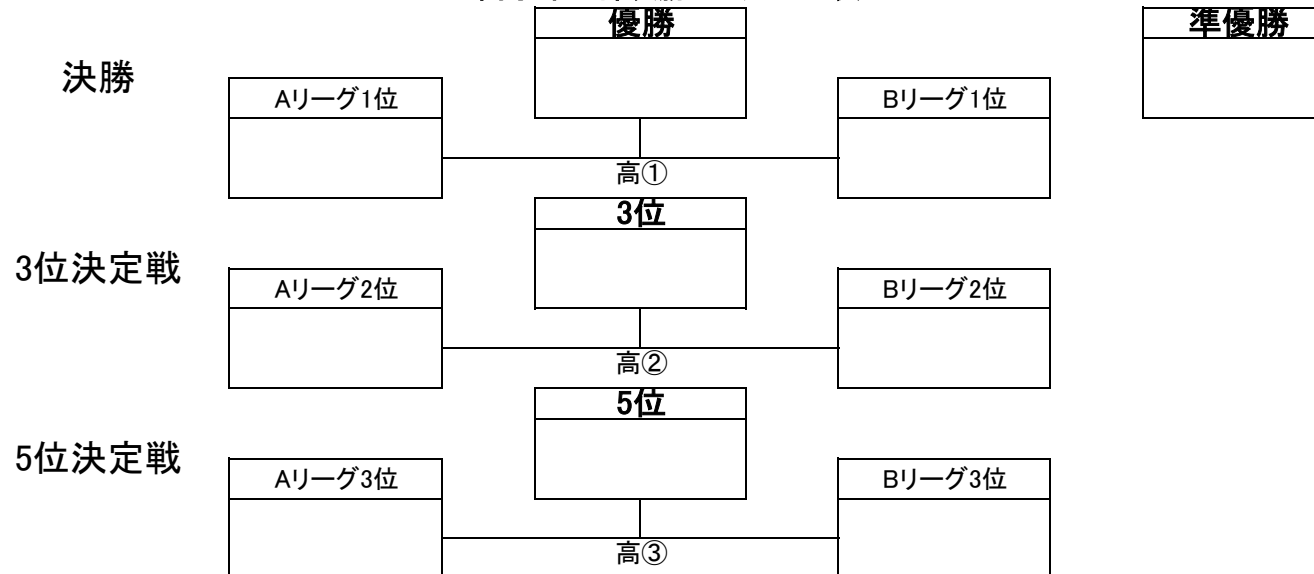 優勝
準優勝
決勝
Aリーグ1位
Bリーグ1位
高①
3位
3位決定戦
Aリーグ2位
Bリーグ2位
高②
5位
5位決定戦
Aリーグ3位
Bリーグ3位
高③